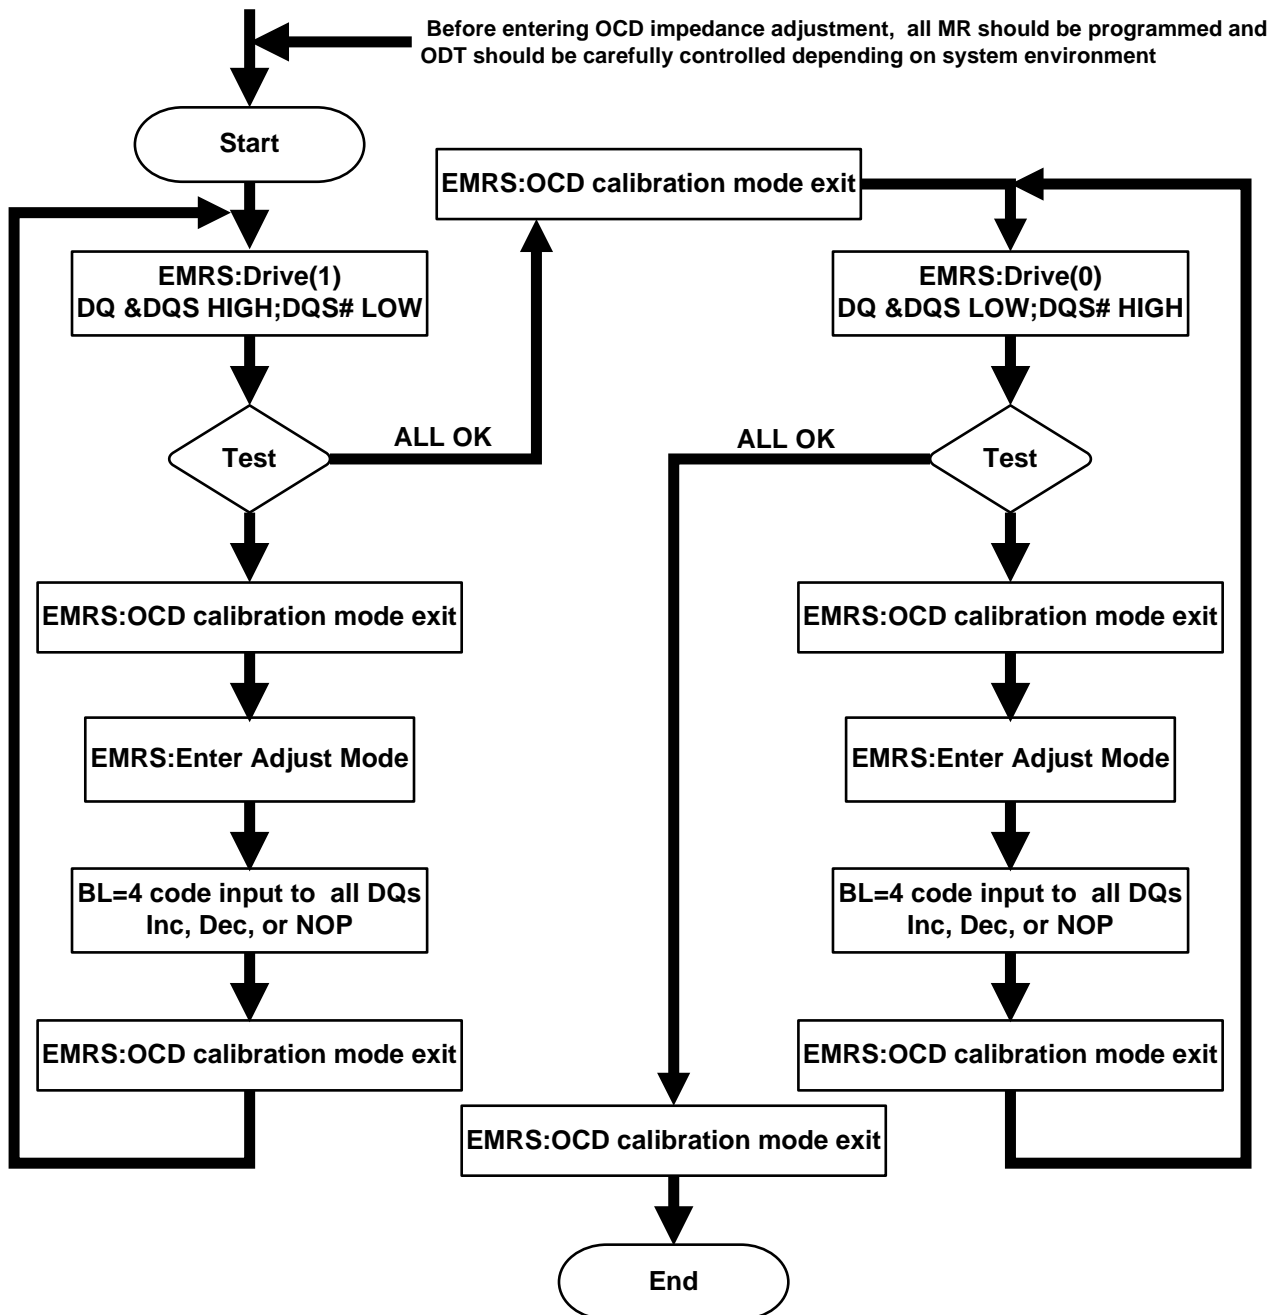 Before entering OCD impedance adjustment, all MR should be programmed and
ODT should be carefully controlled depending on system environment
Start
EMRS:OCD calibration mode exit
EMRS:Drive(1)
DQ &DQS HIGH;DQS# LOW
EMRS:Drive(0)
DQ &DQS LOW;DQS# HIGH
ALL OK
Test
ALL OK
Test
EMRS:OCD calibration mode exit
EMRS:OCD calibration mode exit
EMRS:Enter Adjust Mode
EMRS:Enter Adjust Mode
BL=4 code input to all DQs
Inc, Dec, or NOP
BL=4 code input to all DQs
Inc, Dec, or NOP
EMRS:OCD calibration mode exit
EMRS:OCD calibration mode exit
EMRS:OCD calibration mode exit
End